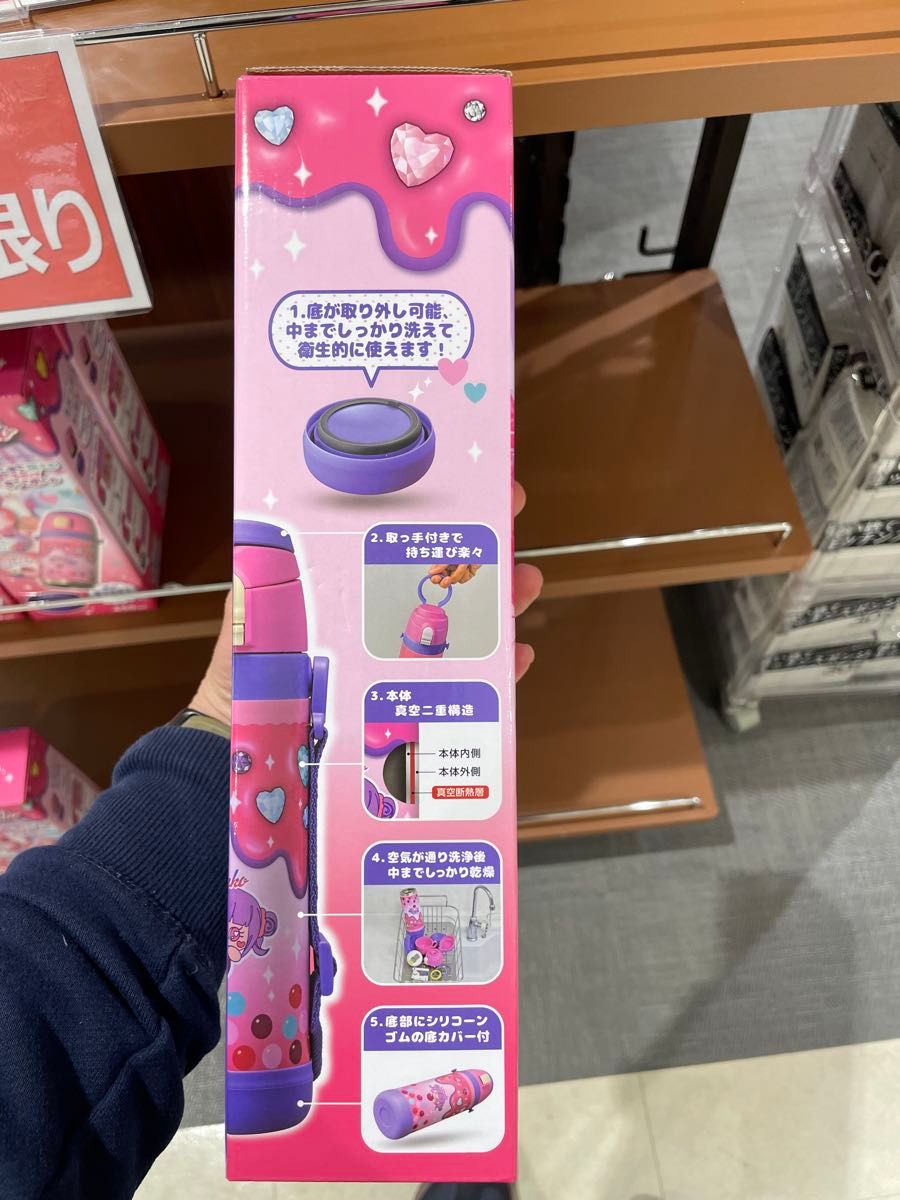 限り
1.底が取り外し可能、
中までしっかり洗えて
衛生的に使えます！
2.取っ手付きで
持ち運び楽々
3.本体
真空二重構造
本体内側
本体外側
真空断熱層
4.空気が通り洗浄後
中までしっかり乾燥
5.底部にシリコーン
ゴムの底カバー付